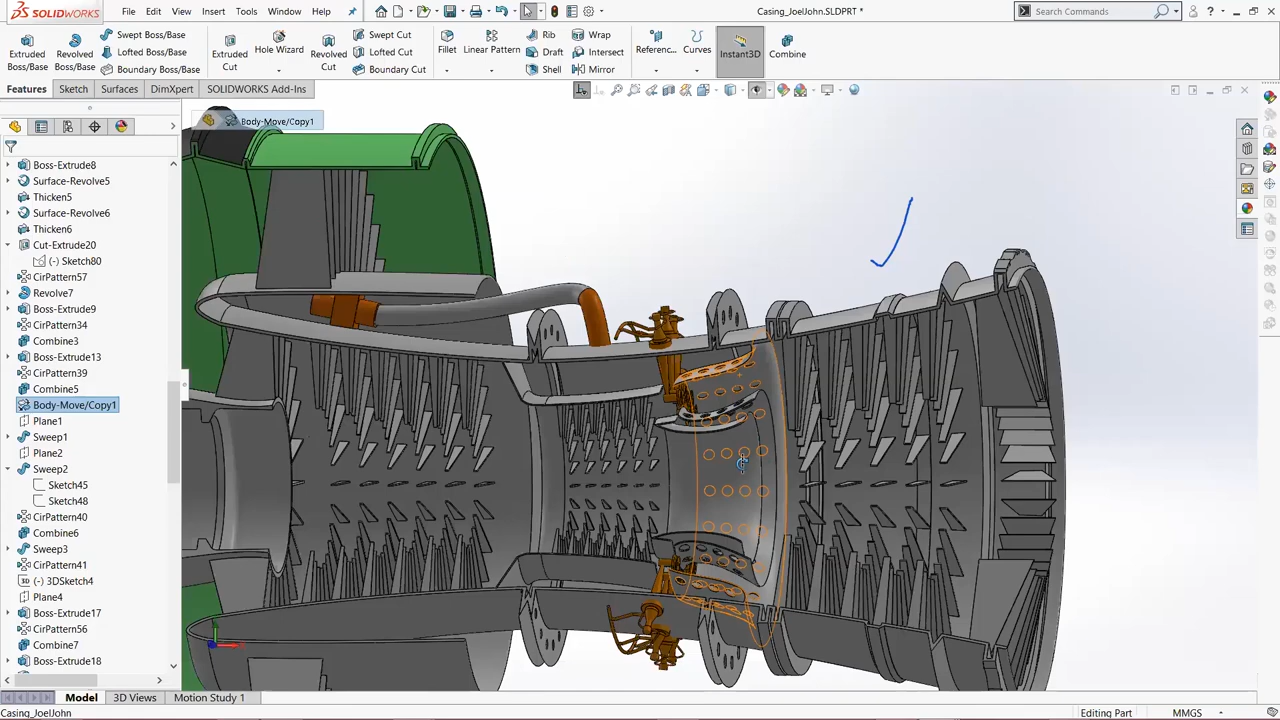 SOLIDWORKS
File
Edit
View
Insert
Tools
Window
Help
Casing_JoelJohn.SLDPRT *
Search Commands
Extruded Boss/Base
Revolved Boss/Base
Swept Boss/Base
Lofted Boss/Base
Boundary Boss/Base
Extruded Cut
Hole Wizard
Revolved Cut
Swept Cut
Lofted Cut
Boundary Cut
Fillet
Linear Pattern
Rib
Draft
Shell
Wrap
Intersect
Mirror
Referenc...
Curves
Instant3D
Combine
Features
Sketch
Surfaces
DimXpert
SOLIDWORKS Add-Ins
Body-Move/Copy1
Boss-Extrude8
Surface-Revolve5
Thicken5
Surface-Revolve6
Thicken6
Cut-Extrude20
(-) Sketch80
CirPattern57
Revolve7
Boss-Extrude9
CirPattern34
Combine3
Boss-Extrude13
CirPattern39
Combine5
Body-Move/Copy1
Plane1
Sweep1
Plane2
Sweep2
Sketch45
Sketch48
CirPattern40
Combine6
Sweep3
CirPattern41
3D (-) 3DSketch4
Plane4
Boss-Extrude17
CirPattern56
Combine7
Boss-Extrude18
Model
3D Views
Motion Study 1
Casing_JoelJohn
Editing Part
MMGS